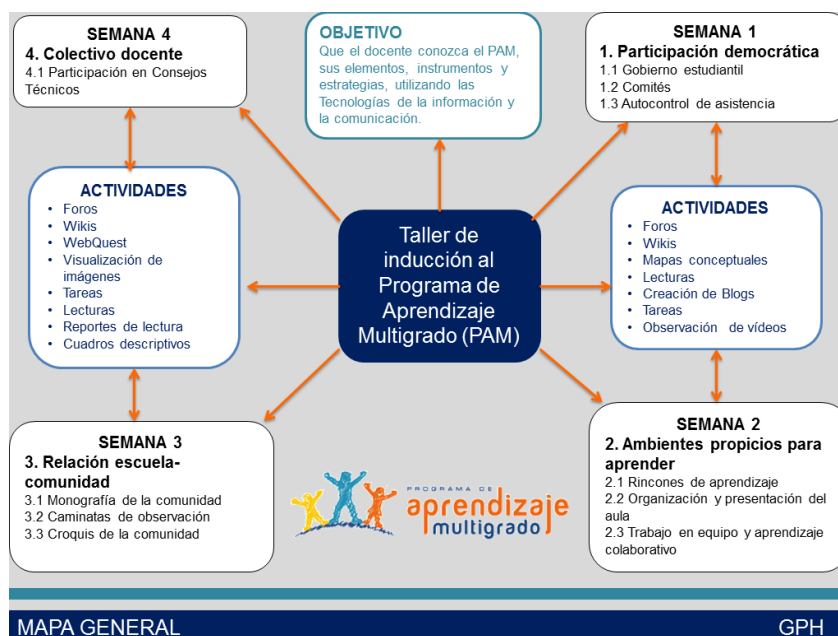 SEMANA 4
4. Colectivo docente
4.1 Participación en Consejos
Técnicos
OBJETIVO
Que el docente conozca el PAM,
sus elementos, instrumentos y
estrategias, utilizando las
Tecnologías de la información y
la comunicación.
SEMANA 1
1. Participación democrática
1.1 Gobierno estudiantil
1.2 Comités
1.3 Autocontrol de asistencia
ACTIVIDADES
• Foros
• Wikis
• WebQuest
• Visualización de
imágenes
• Tareas
• Lecturas
• Reportes de lectura
• Cuadros descriptivos
Taller de
inducción al
Programa de
Aprendizaje
Multigrado (PAM)
ACTIVIDADES
• Foros
• Wikis
• Mapas conceptuales
• Lecturas
• Creación de Blogs
• Tareas
• Observación de vídeos
SEMANA 3
3. Relación escuela-
comunidad
3.1 Monografía de la comunidad
3.2 Caminatas de observación
3.3 Croquis de la comunidad
PROGRAMA DE
aprendizaje
multigrado
SEMANA 2
2. Ambientes propicios para
aprender
2.1 Rincones de aprendizaje
2.2 Organización y presentación del
aula
2.3 Trabajo en equipo y aprendizaje
colaborativo
MAPA GENERAL
GPH